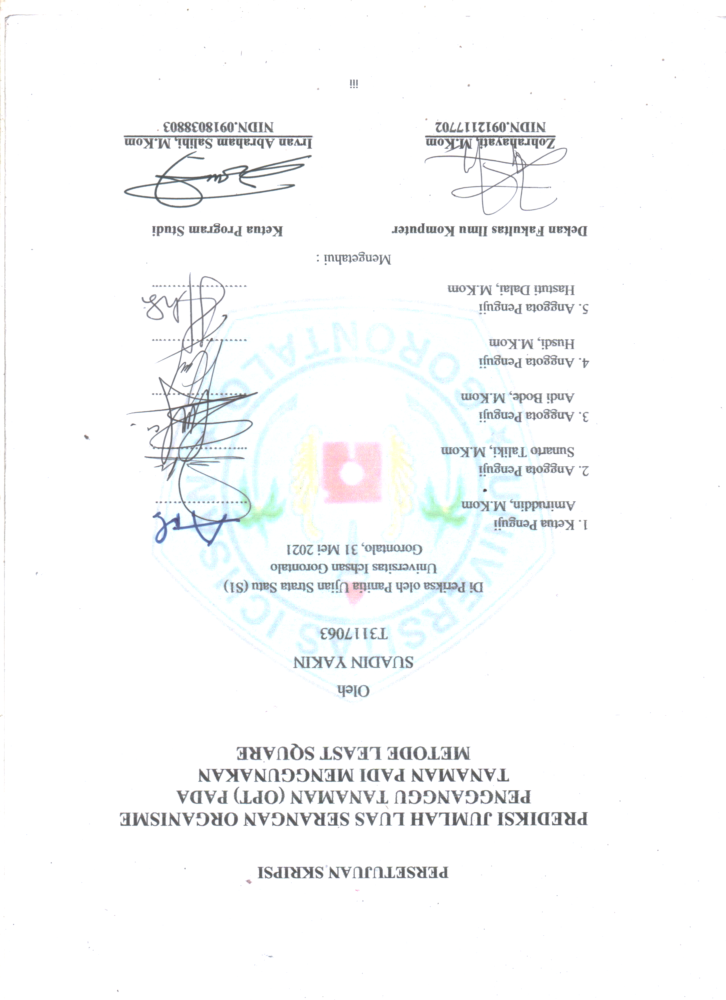 PERSETUJUAN SKRIPSI
PREDIKSI JUMLAH LUAS SERANGAN ORGANISME
PENGGANGGU TANAMAN (OPT) PADA
TANAMAN PADI MENGGUNAKAN
METODE LEAST SQUARE
Oleh
SUADIN YAKIN
T3117063
UNIVERSITAS ICHSAN GORONTALO
Di Periksa oleh Panitia Ujian Strata Satu (S1)
Universitas Ichsan Gorontalo
Gorontalo, 31 Mei 2021
1. Ketua Penguji
Amiruddin, M.Kom
2. Anggota Penguji
Sunarto Taliki, M.Kom
3. Anggota Penguji
Andi Bode, M.Kom
4. Anggota Penguji
Husdi, M.Kom
5. Anggota Penguji
Hastuti Dalai, M.Kom
Mengetahui :
Dekan Fakultas Ilmu Komputer
Ketua Program Studi
Zohrahayati, M.Kom
NIDN.0912117702
Irvan Abraham Salihi, M.Kom
NIDN.0918038803
iii